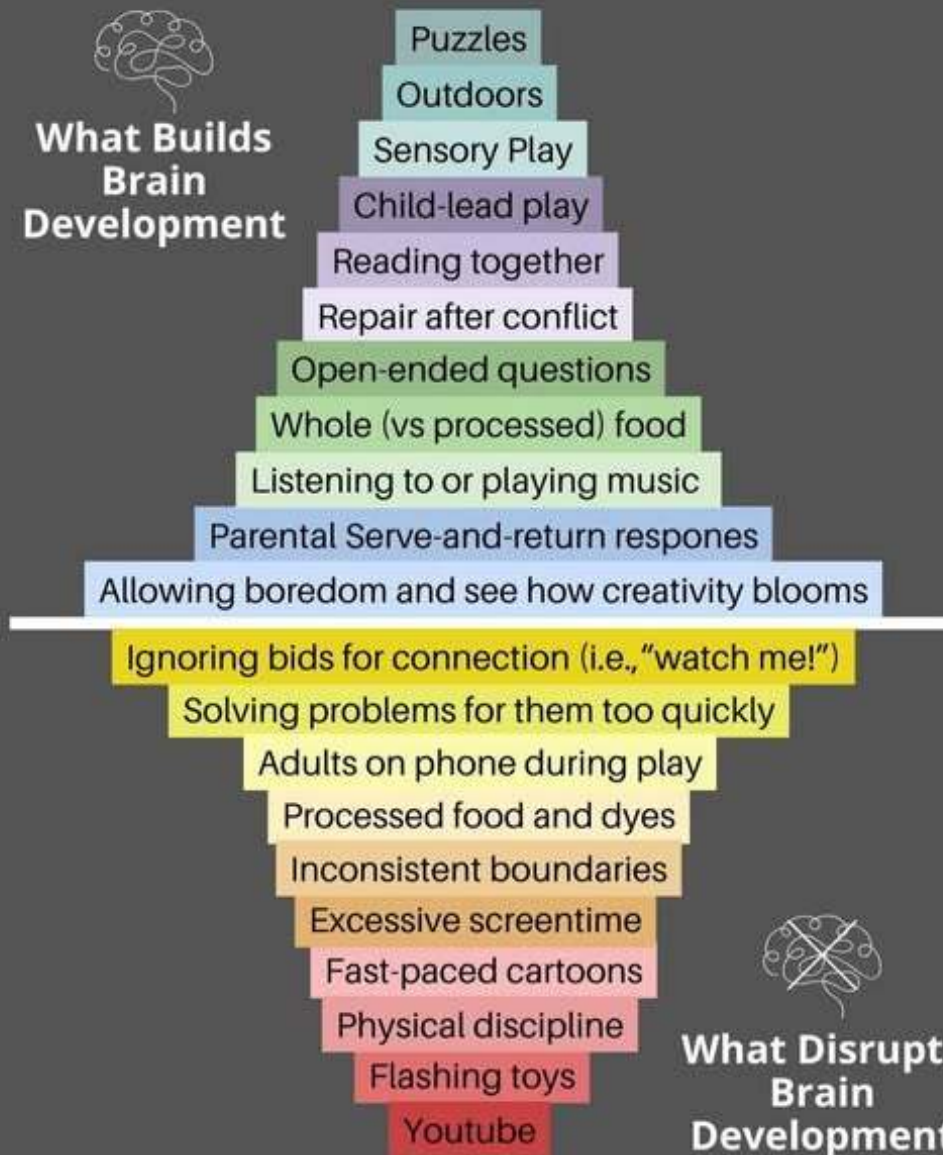 What Builds
Brain
Development
Puzzles
Outdoors
Sensory Play
Child-lead play
Reading together
Repair after conflict
Open-ended questions
Whole (vs processed) food
Listening to or playing music
Parental Serve-and-return respones
Allowing boredom and see how creativity blooms
Ignoring bids for connection (i.e., “watch me!”)
Solving problems for them too quickly
Adults on phone during play
Processed food and dyes
Inconsistent boundaries
Excessive screentime
Fast-paced cartoons
Physical discipline
Flashing toys
Youtube
What Disrupt
Brain
Development